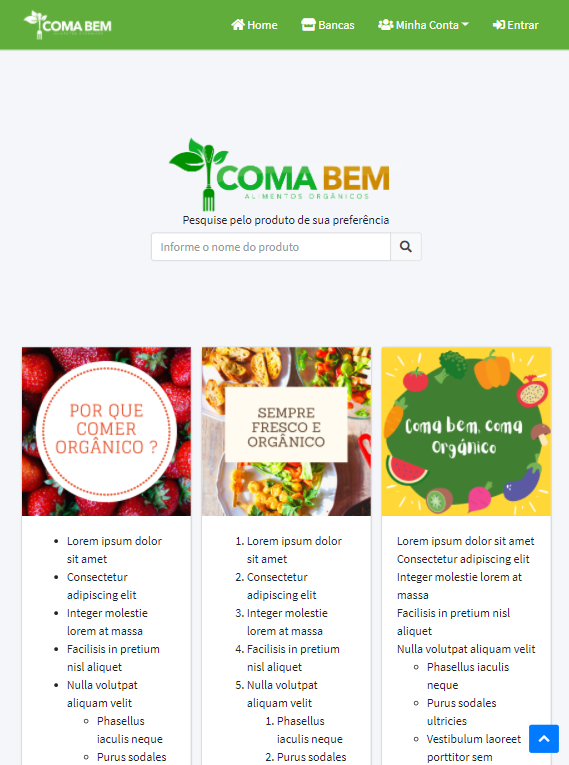 COMA BEM
Home
Bancas
Minha Conta
Entrar
COMA BEM
ALIMENTOS ORGÂNICOS
Pesquise pelo produto de sua preferência
Informe o nome do produto
POR QUE
COMER
ORGÂNICO ?
• Lorem ipsum dolor
sit amet
• Consectetur
adipiscing elit
• Integer molestie
lorem at massa
• Facilisis in pretium
nisl aliquet
• Nulla volutpat
aliquam velit
◦ Phasellus
iaculis neque
◦ Purus sodales
SEMPRE
FRESCO E
ORGÂNICO
1. Lorem ipsum dolor
sit amet
2. Consectetur
adipiscing elit
3. Integer molestie
lorem at massa
4. Facilisis in pretium
nisl aliquet
5. Nulla volutpat
aliquam velit
1. Phasellus
iaculis neque
2. Purus sodales
Coma bem, coma
Orgânico
Lorem ipsum dolor sit amet
Consectetur adipiscing elit
Integer molestie lorem at
massa
Facilisis in pretium nisl
aliquet
Nulla volutpat aliquam velit
◦ Phasellus iaculis
neque
◦ Purus sodales
ultricies
◦ Vestibulum laoreet
porttitor sem